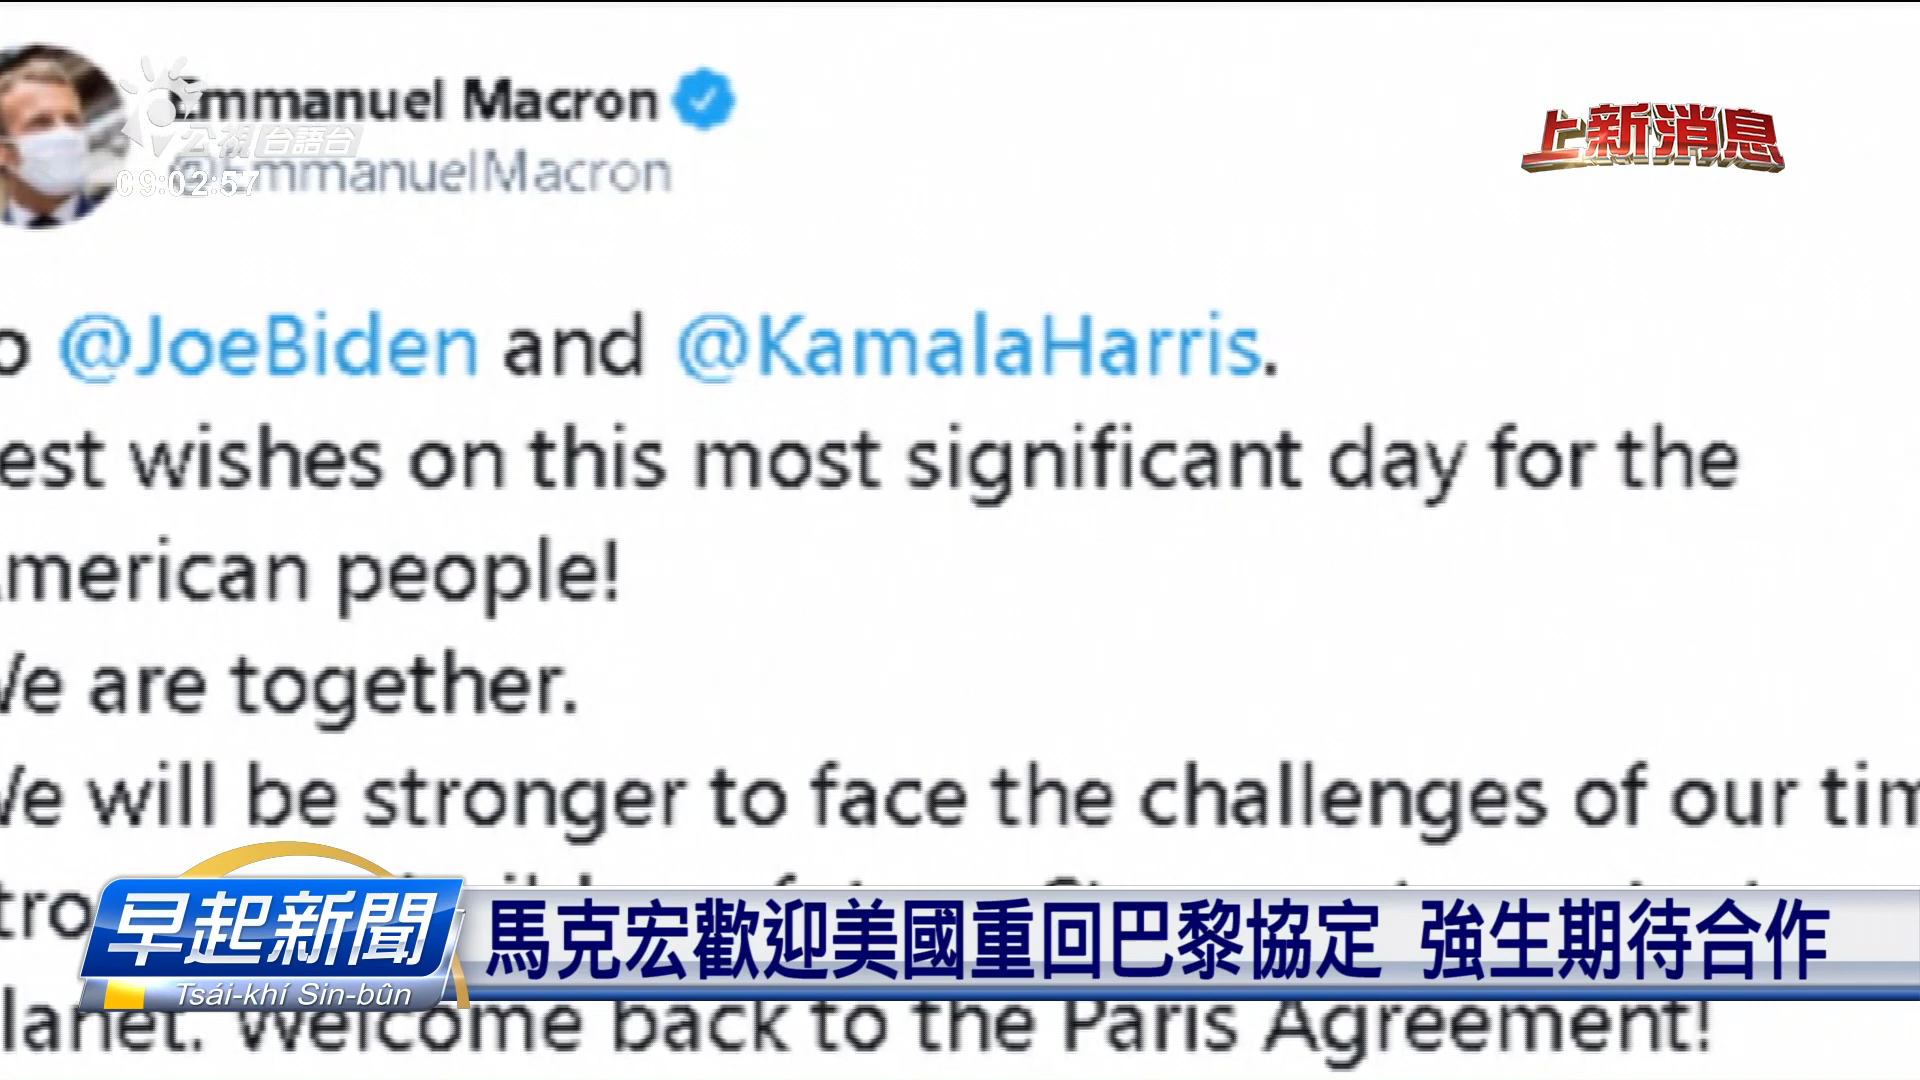 Emmanuel Macron
公視 台語台
@EmmanuelMacron
09:02:57
上新消息
o @JoeBiden and @KamalaHarris.
est wishes on this most significant day for the
merican people!
We are together.
We will be stronger to face the challenges of our tim
tro
早起新聞
馬克宏歡迎美國重回巴黎協定 強生期待合作
Tsái-khí Sin-bûn
lanet. Welcome back to the Paris Agreement!